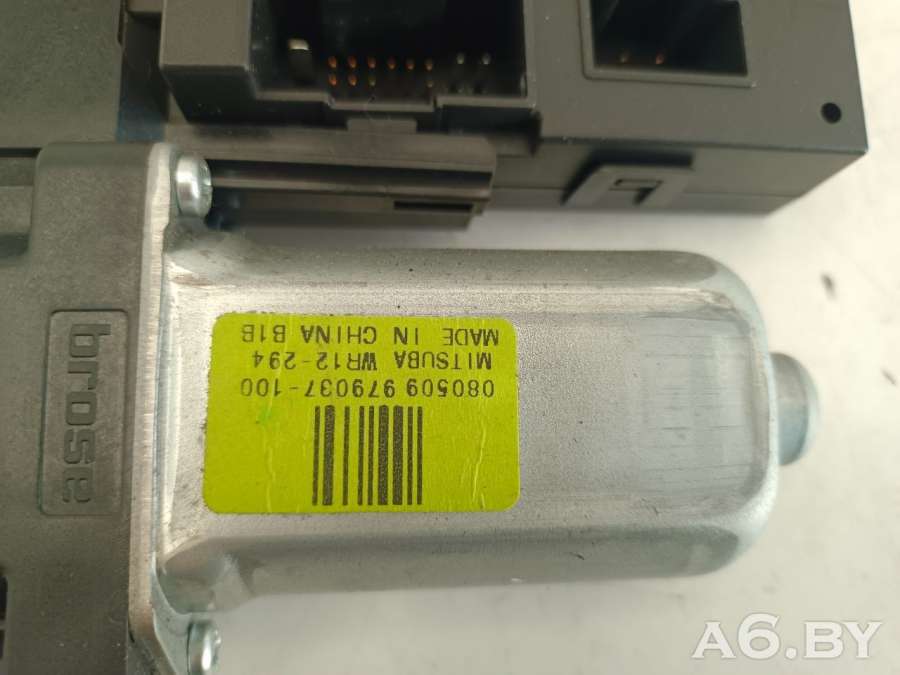 brose
080509 979037-100
MITSUBA WR12-294
MADE IN CHINA B1B
A6.BY